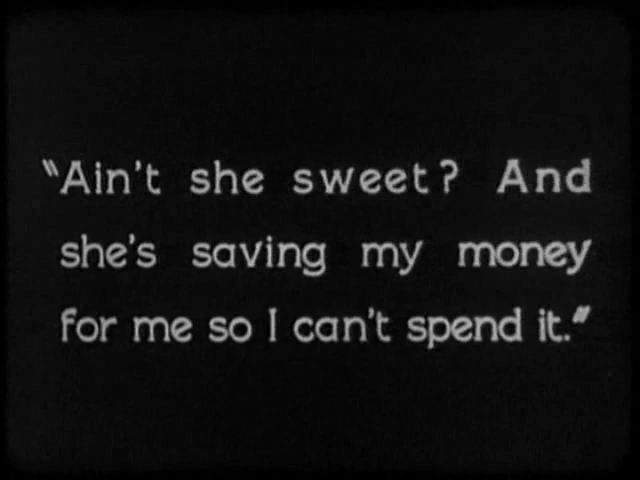 "Ain't she sweet? And
she's saving my money
for me so I can't spend it."